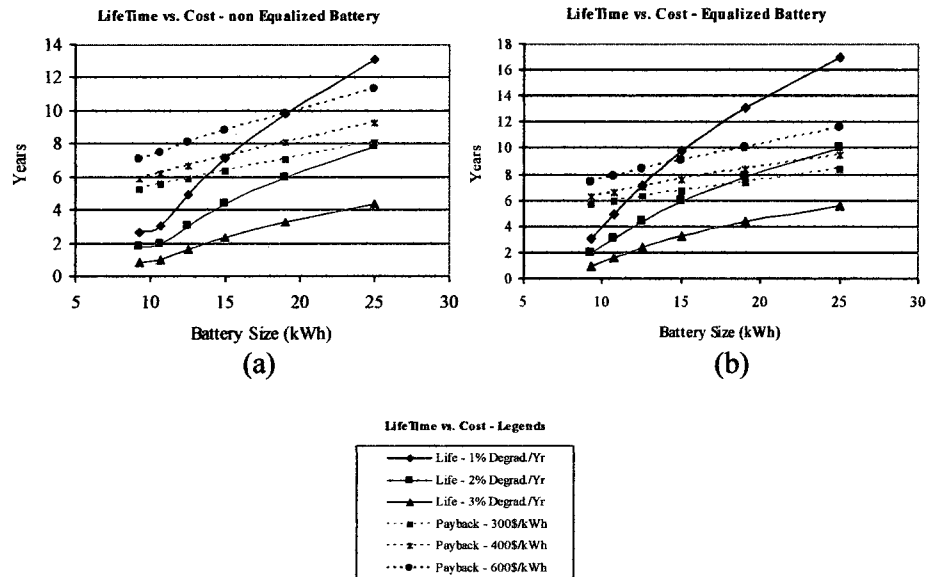 LifeTime vs. Cost - non Equalized Battery
14
12
10
8
6
4
2
0
Years
5 10 15 20 25 30
Battery Size (kWh)
(a)
LifeTime vs. Cost - Equalized Battery
18
16
14
12
10
8
6
4
2
0
Years
5 10 15 20 25 30
Battery Size (kWh)
(b)
LifeTime vs. Cost - Legends
Life - 1% Degrad./Yr
Life - 2% Degrad./Yr
Life - 3% Degrad./Yr
Payback - 300$/kWh
Payback - 400$/kWh
Payback - 600$/kWh